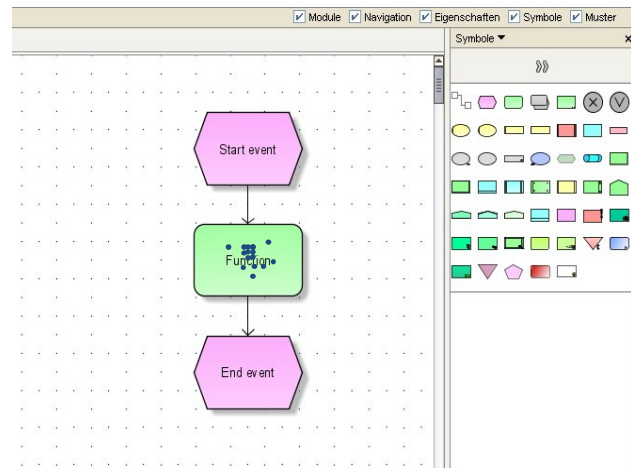 Module Navigation Eigenschaften Symbole Muster
Symbole
Start event
Function
End event